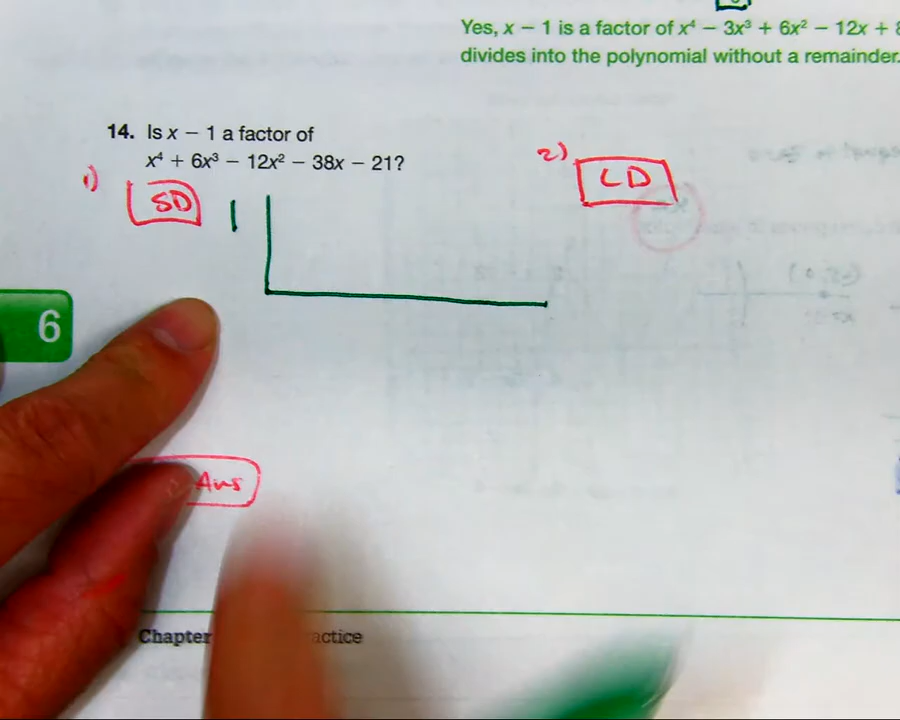 Yes, x − 1 is a factor of x⁴ − 3x³ + 6x² − 12x +
divides into the polynomial without a remainder.
14. Is x − 1 a factor of
x⁴ + 6x³ − 12x² − 38x − 21?
1) SD 1
2) LD
6
Ans
Chapter actice